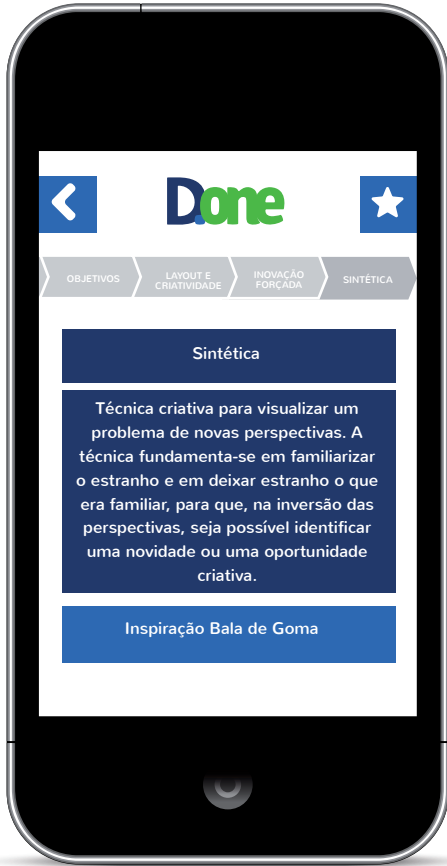 D.one
OBJETIVOS
LAYOUT E
CRIATIVIDADE
INOVAÇÃO
FORÇADA
SINTÉTICA
Sintética
Técnica criativa para visualizar um
problema de novas perspectivas. A
técnica fundamenta-se em familiarizar
o estranho e em deixar estranho o que
era familiar, para que, na inversão das
perspectivas, seja possível identificar
uma novidade ou uma oportunidade
criativa.
Inspiração Bala de Goma